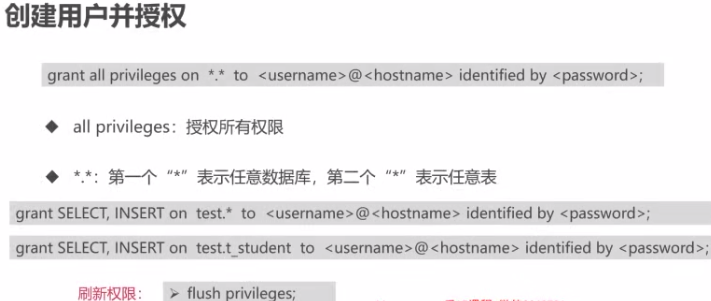 创建用户并授权
grant all privileges on *.* to <username>@<hostname> identified by <password>;
◆ all privileges：授权所有权限
◆ *.*：第一个“*”表示任意数据库，第二个“*”表示任意表
grant SELECT, INSERT on test.* to <username>@<hostname> identified by <password>;
grant SELECT, INSERT on test.t_student to <username>@<hostname> identified by <password>;
刷新权限： ➢ flush privileges;